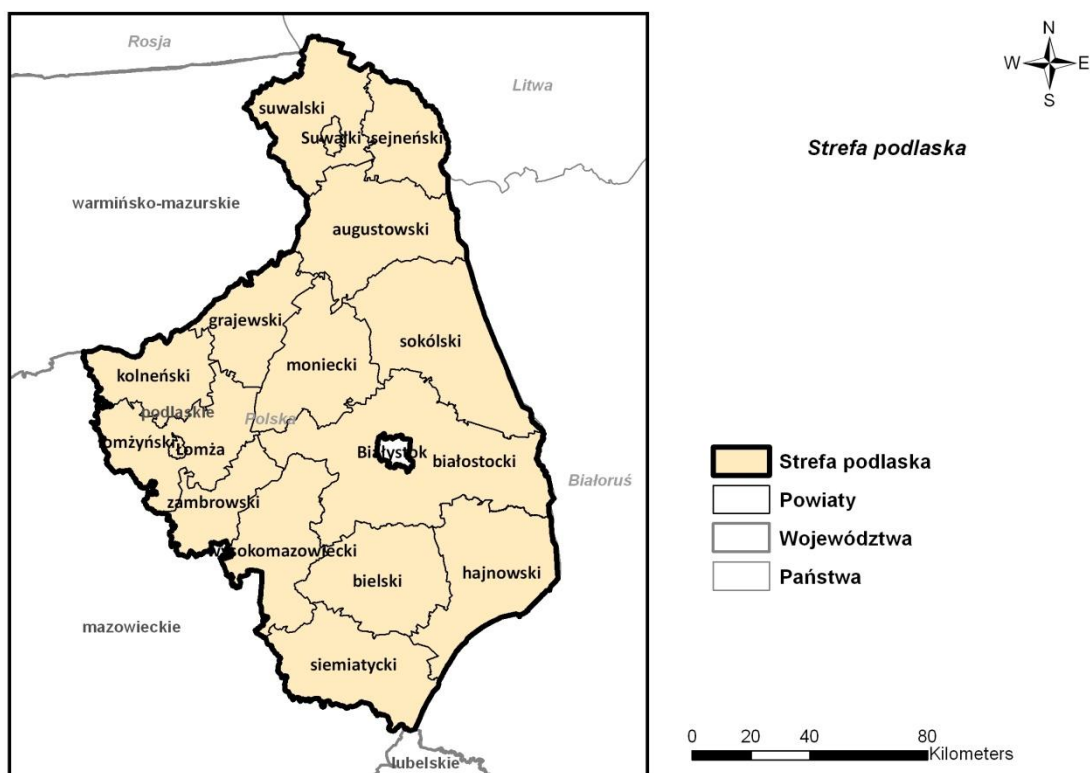 Rosja
Litwa
suwalski
Suwałki
sejneński
warmińsko-mazurskie
augustowski
grajewski
sokólski
kolneński
moniecki
podlaskie
Polska
łomżyński
Łomża
Białystok
białostocki
Białoruś
zambrowski
wysokomazowiecki
bielski
hajnowski
mazowieckie
siemiatycki
lubelskie
N
W
E
S
Strefa podlaska
Strefa podlaska
Powiaty
Województwa
Państwa
0 20 40 80
Kilometers